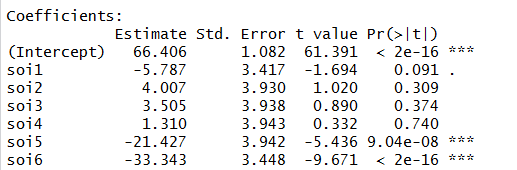 Coefficients:
            Estimate Std. Error t value Pr(>|t|)
(Intercept)   66.406      1.082  61.391  < 2e-16 ***
soi1          -5.787      3.417  -1.694    0.091 .
soi2           4.007      3.930   1.020    0.309
soi3           3.505      3.938   0.890    0.374
soi4           1.310      3.943   0.332    0.740
soi5         -21.427      3.942  -5.436 9.04e-08 ***
soi6         -33.343      3.448  -9.671  < 2e-16 ***